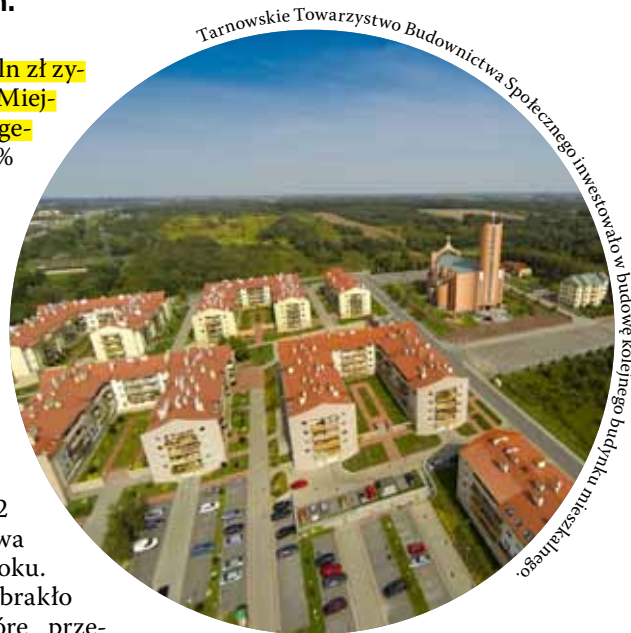 ln zł zy-
Miej-
ge-
%
Tarnowskie Towarzystwo Budownictwa Społecznego inwestowało w budowę kolejnego budynku mieszkalnego.
2
wa
oku.
brakło
óre prze-